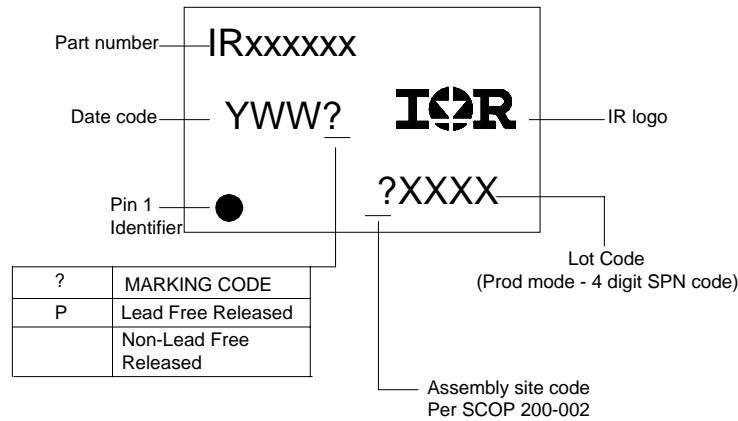 Part number
IRxxxxxx
Date code
YWW?
IOR
IR logo
?XXXX
Pin 1
Identifier
Lot Code
(Prod mode - 4 digit SPN code)
? MARKING CODE
P Lead Free Released
Non-Lead Free
Released
Assembly site code
Per SCOP 200-002